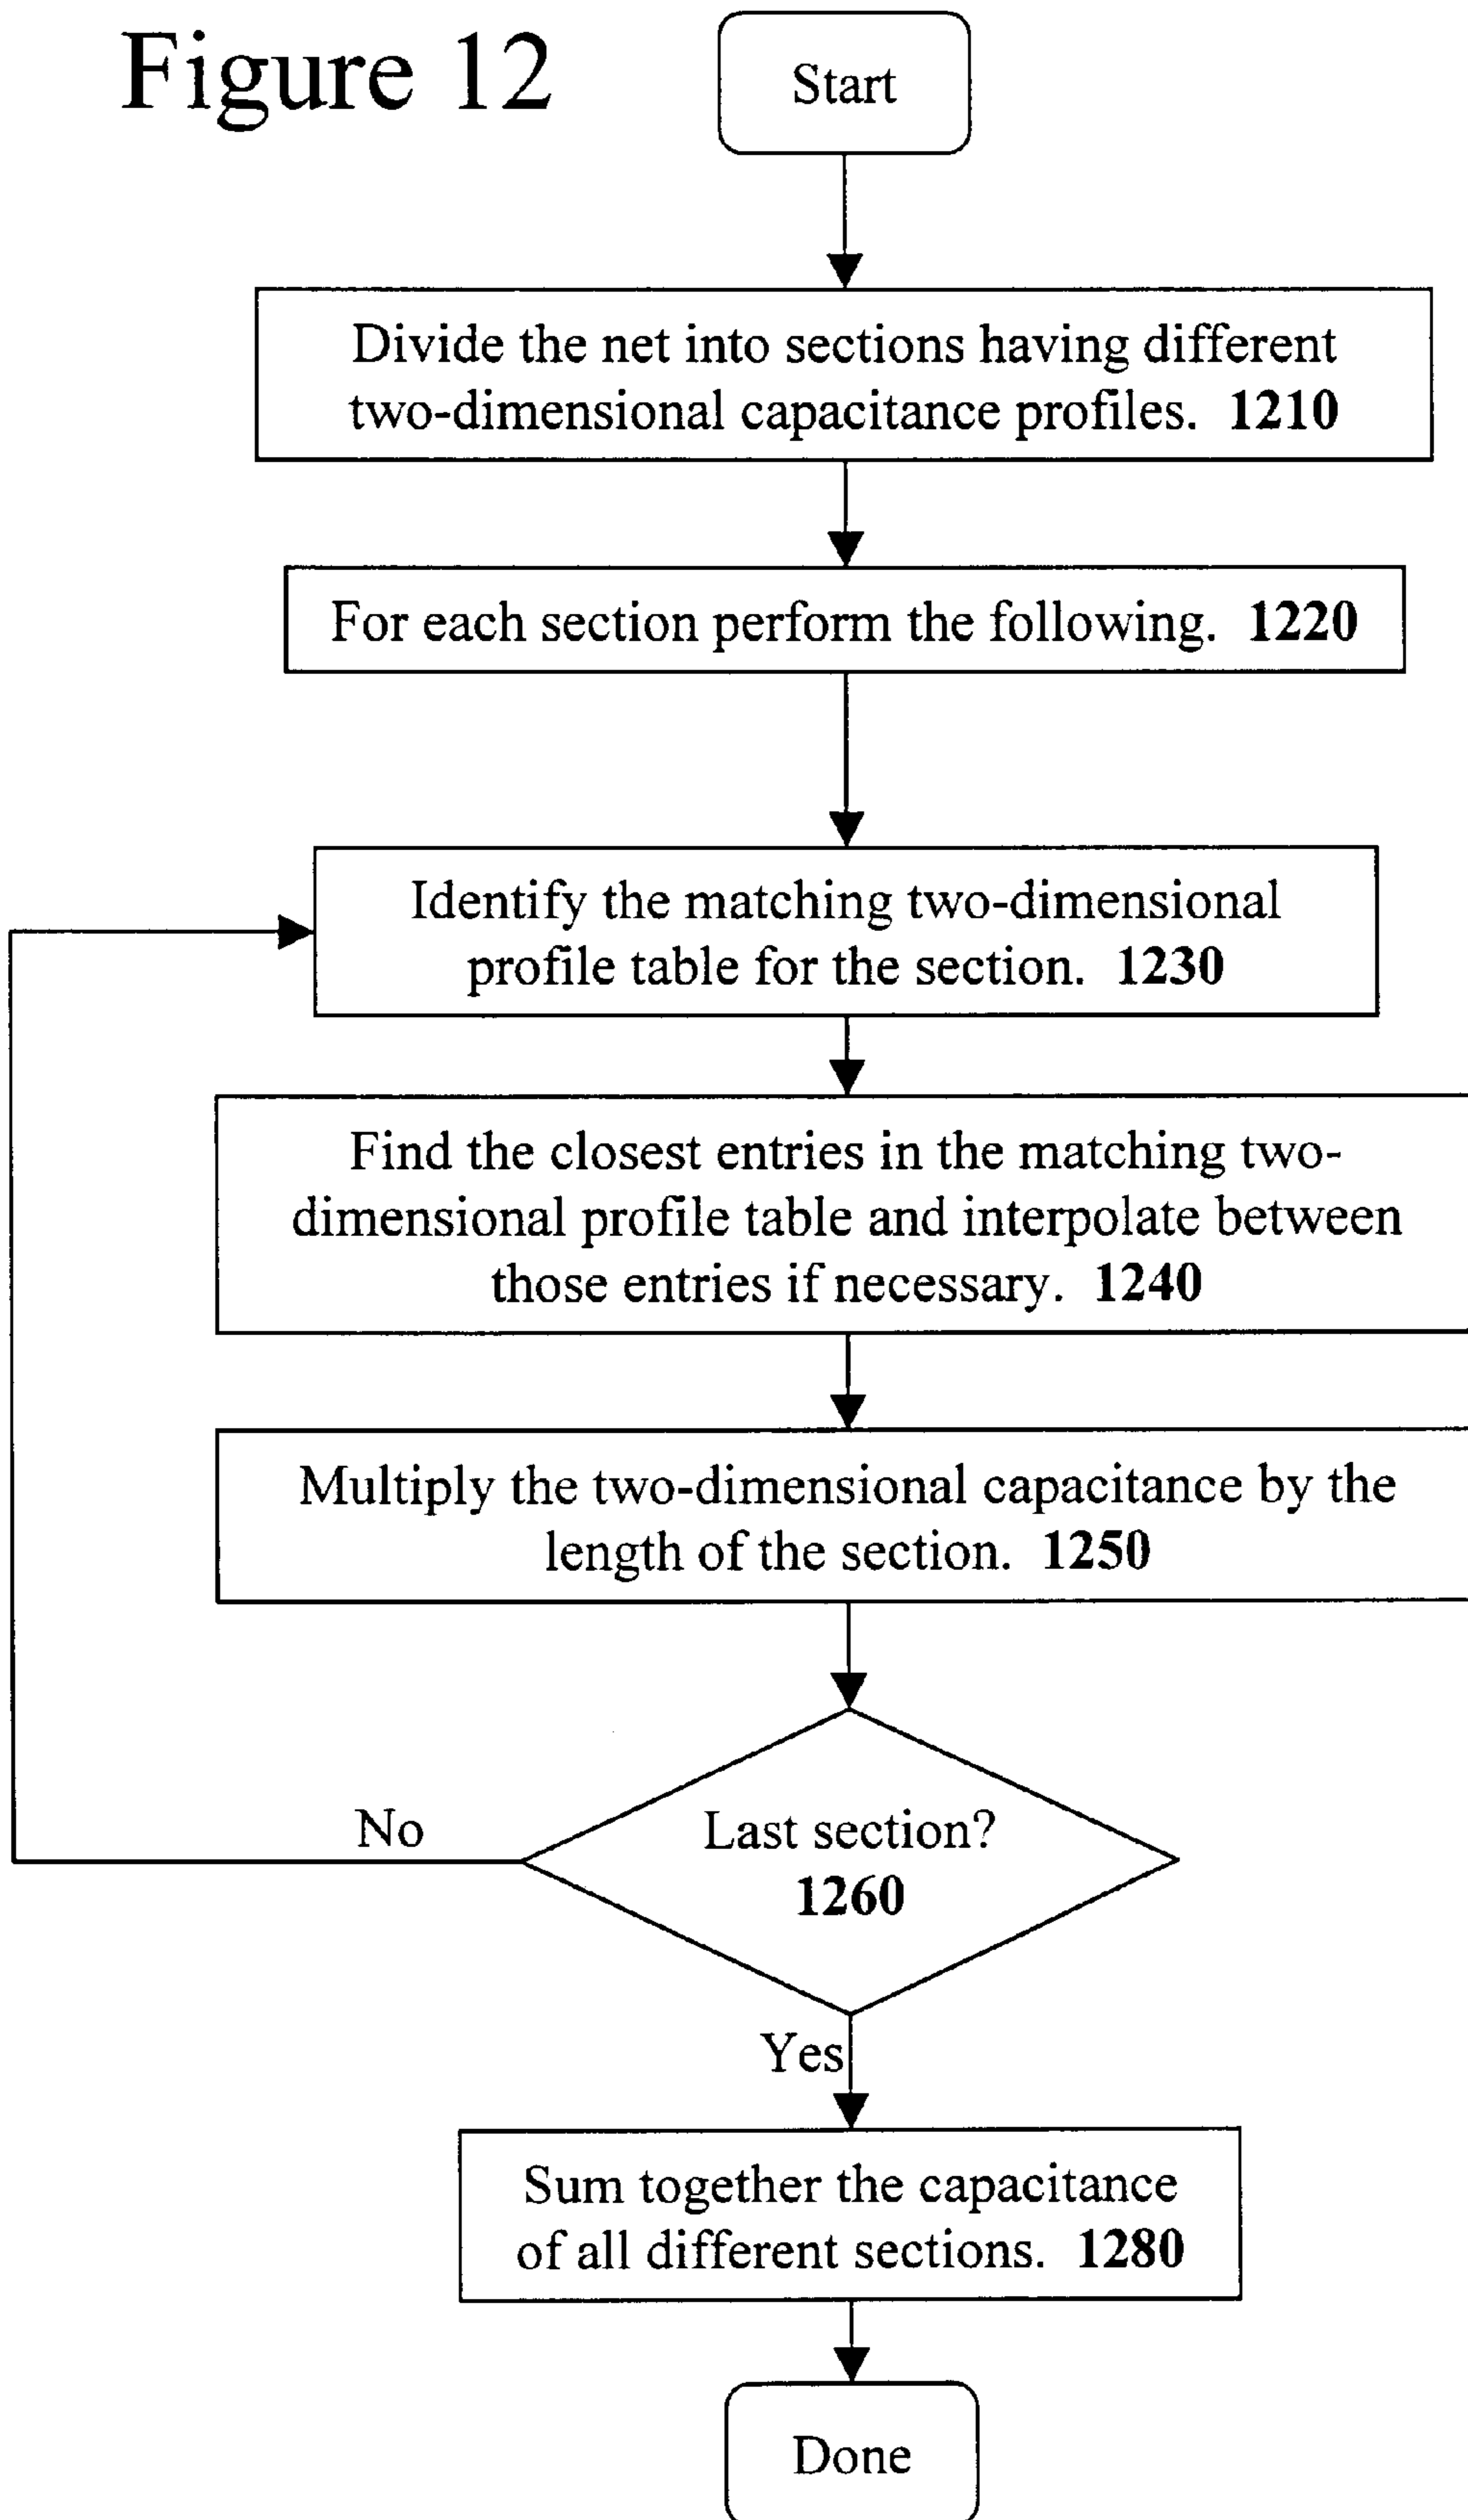 Figure 12
Start
Divide the net into sections having different
two-dimensional capacitance profiles. 1210
For each section perform the following. 1220
Identify the matching two-dimensional
profile table for the section. 1230
Find the closest entries in the matching two-
dimensional profile table and interpolate between
those entries if necessary. 1240
Multiply the two-dimensional capacitance by the
length of the section. 1250
No
Last section?
1260
Yes
Sum together the capacitance
of all different sections. 1280
Done